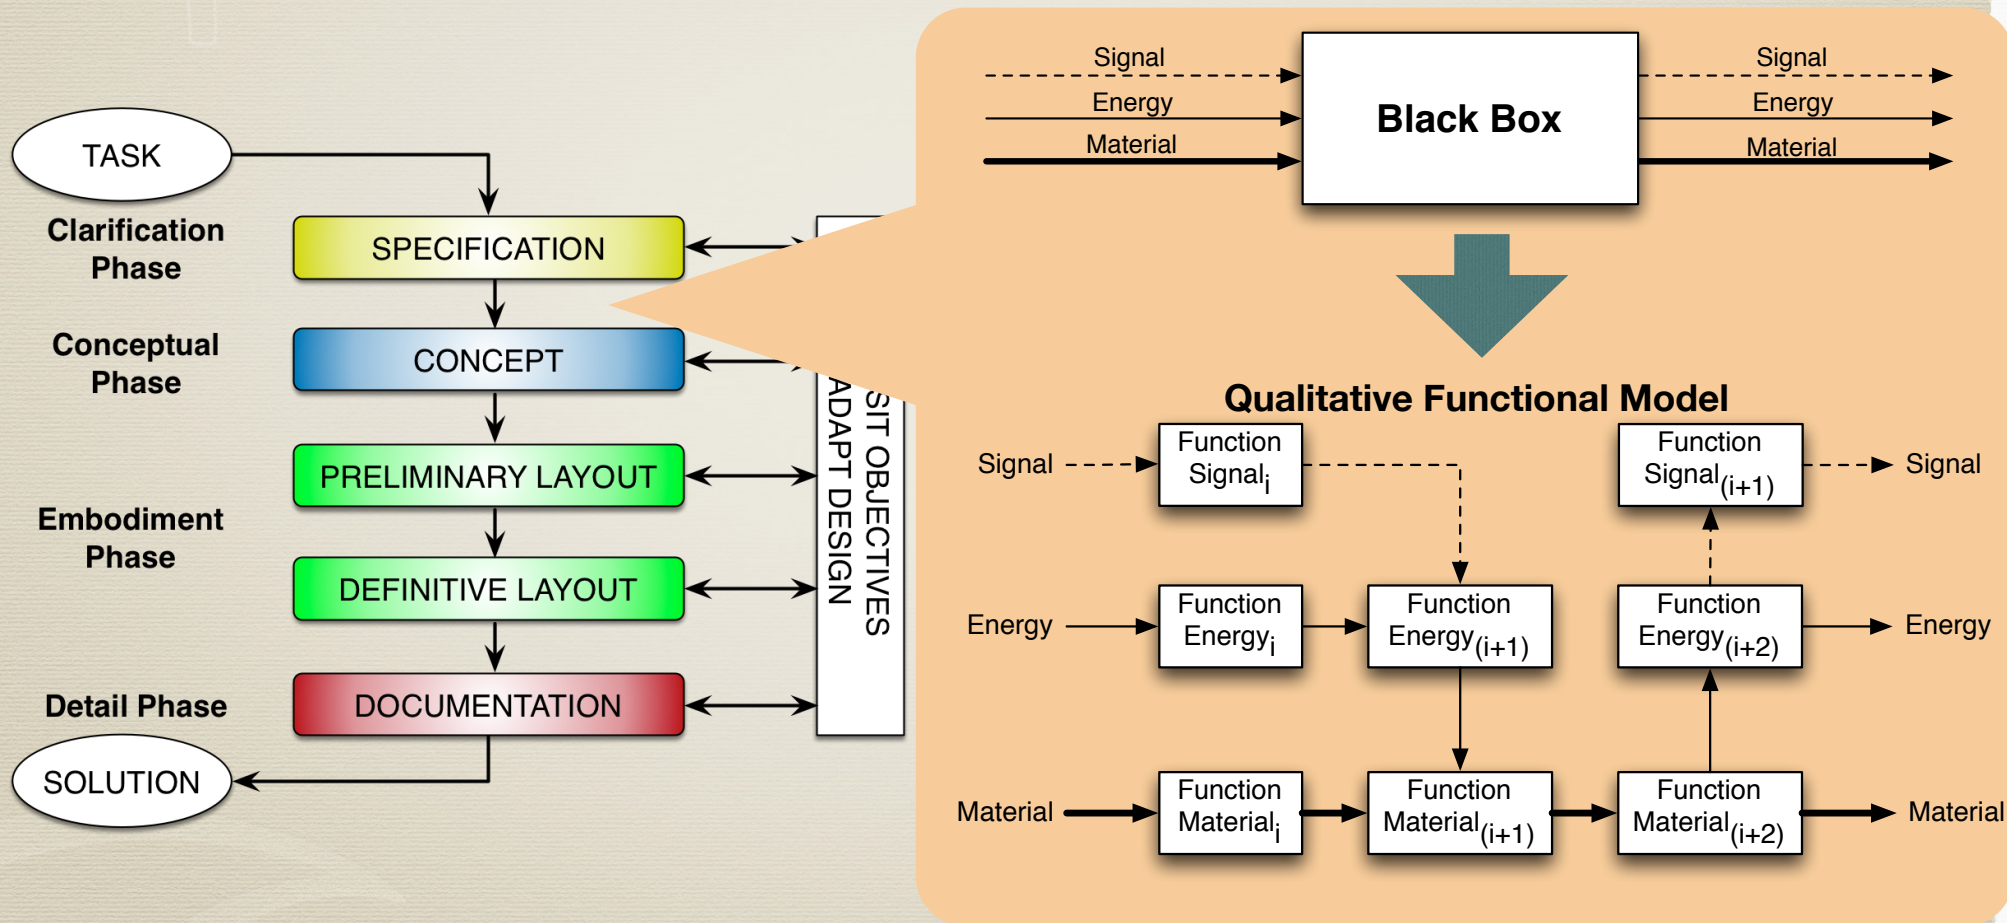 TASK
Clarification
Phase
SPECIFICATION
Conceptual
Phase
CONCEPT
PRELIMINARY LAYOUT
Embodiment
Phase
DEFINITIVE LAYOUT
Detail Phase
DOCUMENTATION
SOLUTION
OBJECTIVES
ADAPT DESIGN
Signal
Energy
Material
Black Box
Signal
Energy
Material
Qualitative Functional Model
Signal
Function
Signal i
Function
Signal (i+1)
Signal
Energy
Function
Energy i
Function
Energy (i+1)
Function
Energy (i+2)
Energy
Material
Function
Material i
Function
Material (i+1)
Function
Material (i+2)
Material